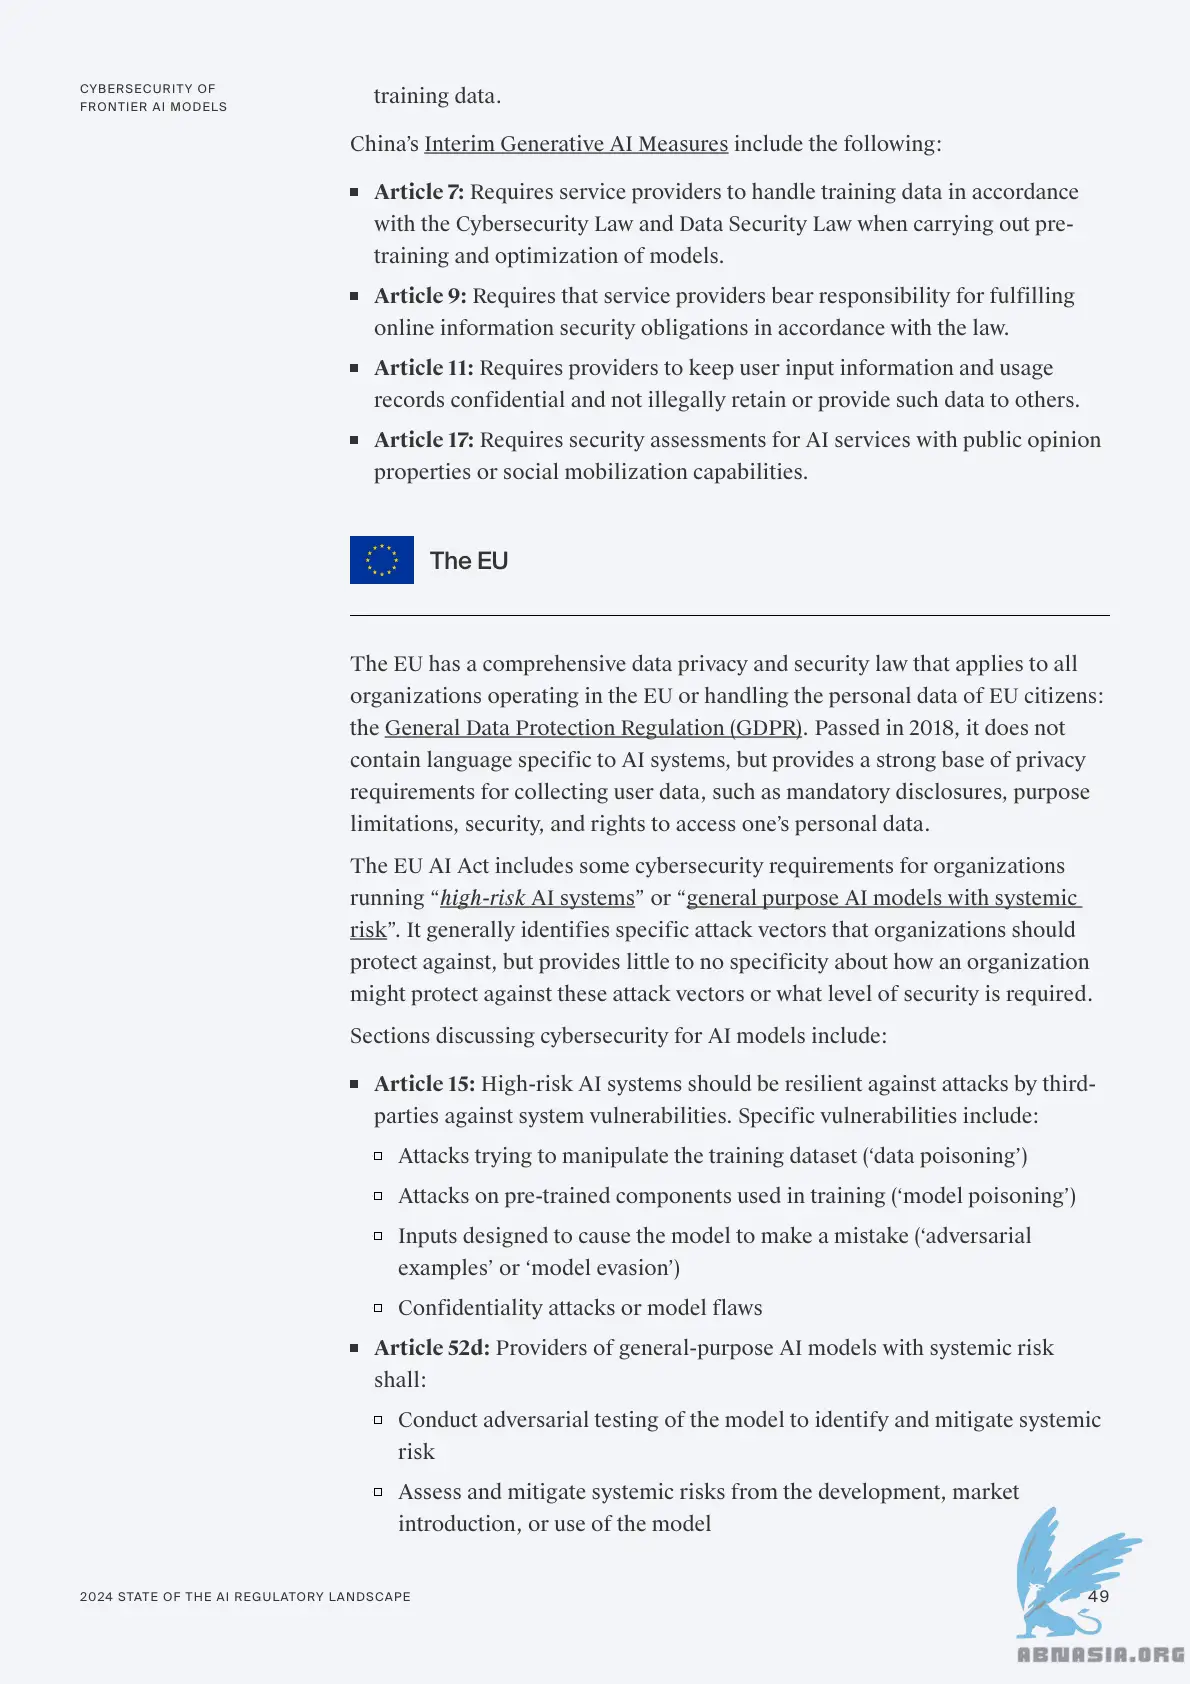 CYBERSECURITY OF
FRONTIER AI MODELS
training data.
China’s Interim Generative AI Measures include the following:
Article 7: Requires service providers to handle training data in accordance
with the Cybersecurity Law and Data Security Law when carrying out pre-
training and optimization of models.
Article 9: Requires that service providers bear responsibility for fulfilling
online information security obligations in accordance with the law.
Article 11: Requires providers to keep user input information and usage
records confidential and not illegally retain or provide such data to others.
Article 17: Requires security assessments for AI services with public opinion
properties or social mobilization capabilities.
The EU
The EU has a comprehensive data privacy and security law that applies to all
organizations operating in the EU or handling the personal data of EU citizens:
the General Data Protection Regulation (GDPR). Passed in 2018, it does not
contain language specific to AI systems, but provides a strong base of privacy
requirements for collecting user data, such as mandatory disclosures, purpose
limitations, security, and rights to access one’s personal data.
The EU AI Act includes some cybersecurity requirements for organizations
running “high-risk AI systems” or “general purpose AI models with systemic
risk”. It generally identifies specific attack vectors that organizations should
protect against, but provides little to no specificity about how an organization
might protect against these attack vectors or what level of security is required.
Sections discussing cybersecurity for AI models include:
Article 15: High-risk AI systems should be resilient against attacks by third-
parties against system vulnerabilities. Specific vulnerabilities include:
Attacks trying to manipulate the training dataset (‘data poisoning’)
Attacks on pre-trained components used in training (‘model poisoning’)
Inputs designed to cause the model to make a mistake (‘adversarial
examples’ or ‘model evasion’)
Confidentiality attacks or model flaws
Article 52d: Providers of general-purpose AI models with systemic risk
shall:
Conduct adversarial testing of the model to identify and mitigate systemic
risk
Assess and mitigate systemic risks from the development, market
introduction, or use of the model
2024 STATE OF THE AI REGULATORY LANDSCAPE
49
ABNASIA.ORG